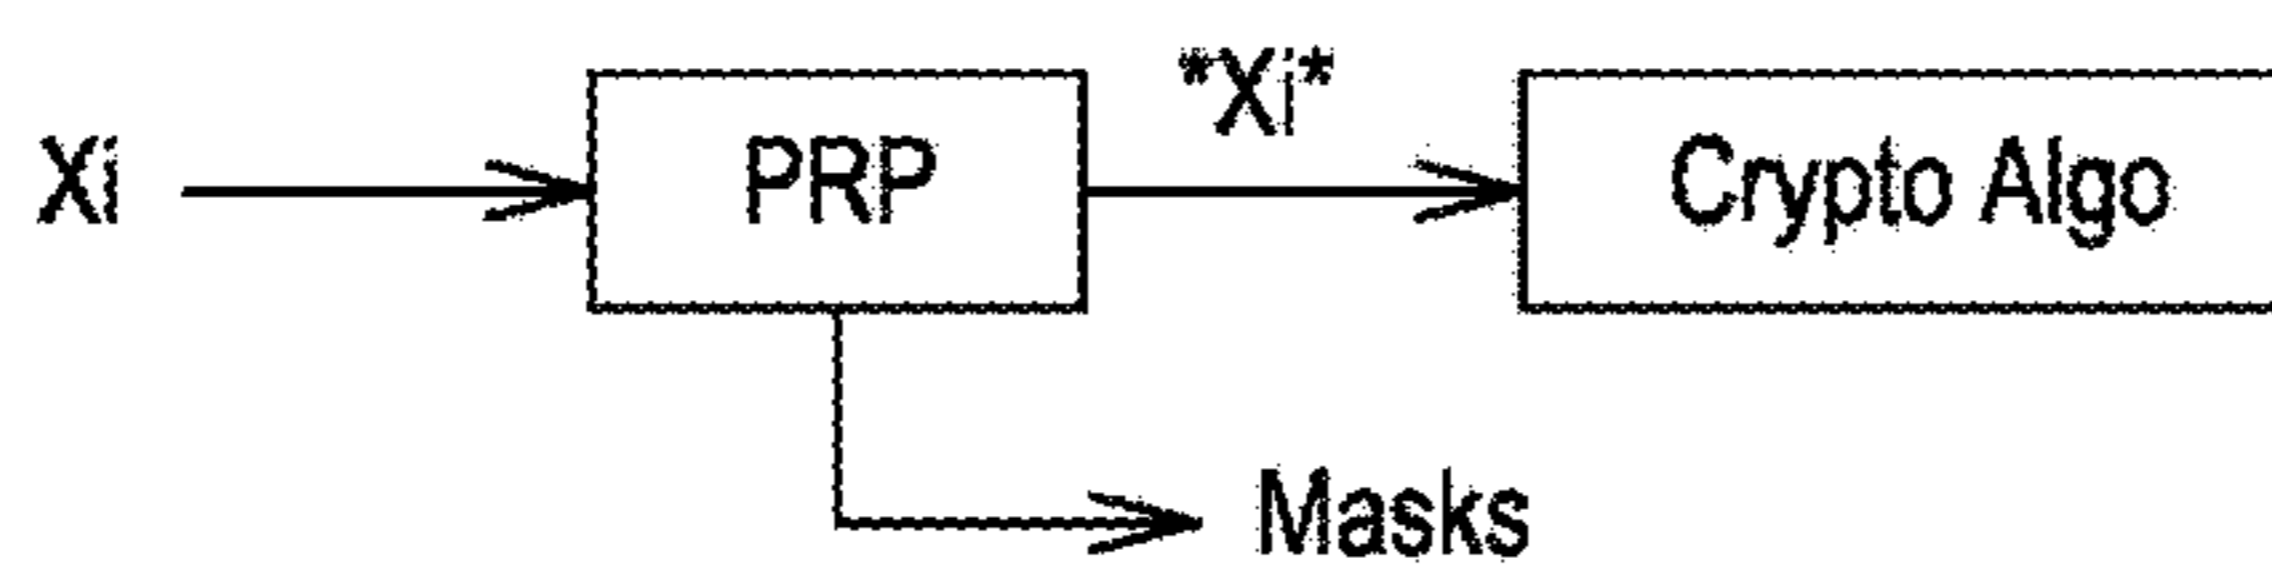 *Xi*
Xi
PRP
Crypto Algo
Masks